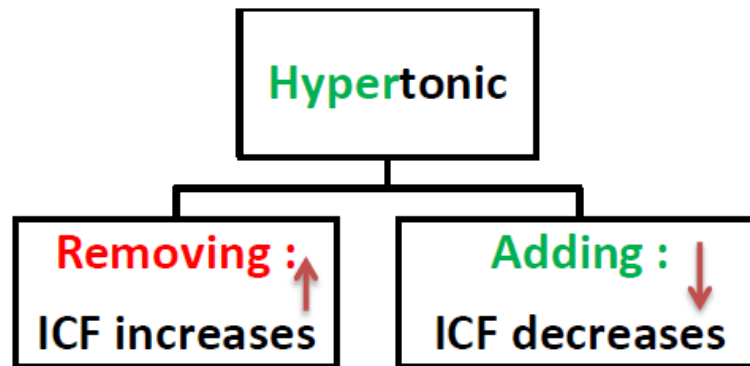 Hypertonic
Removing :
ICF increases
Adding :
ICF decreases